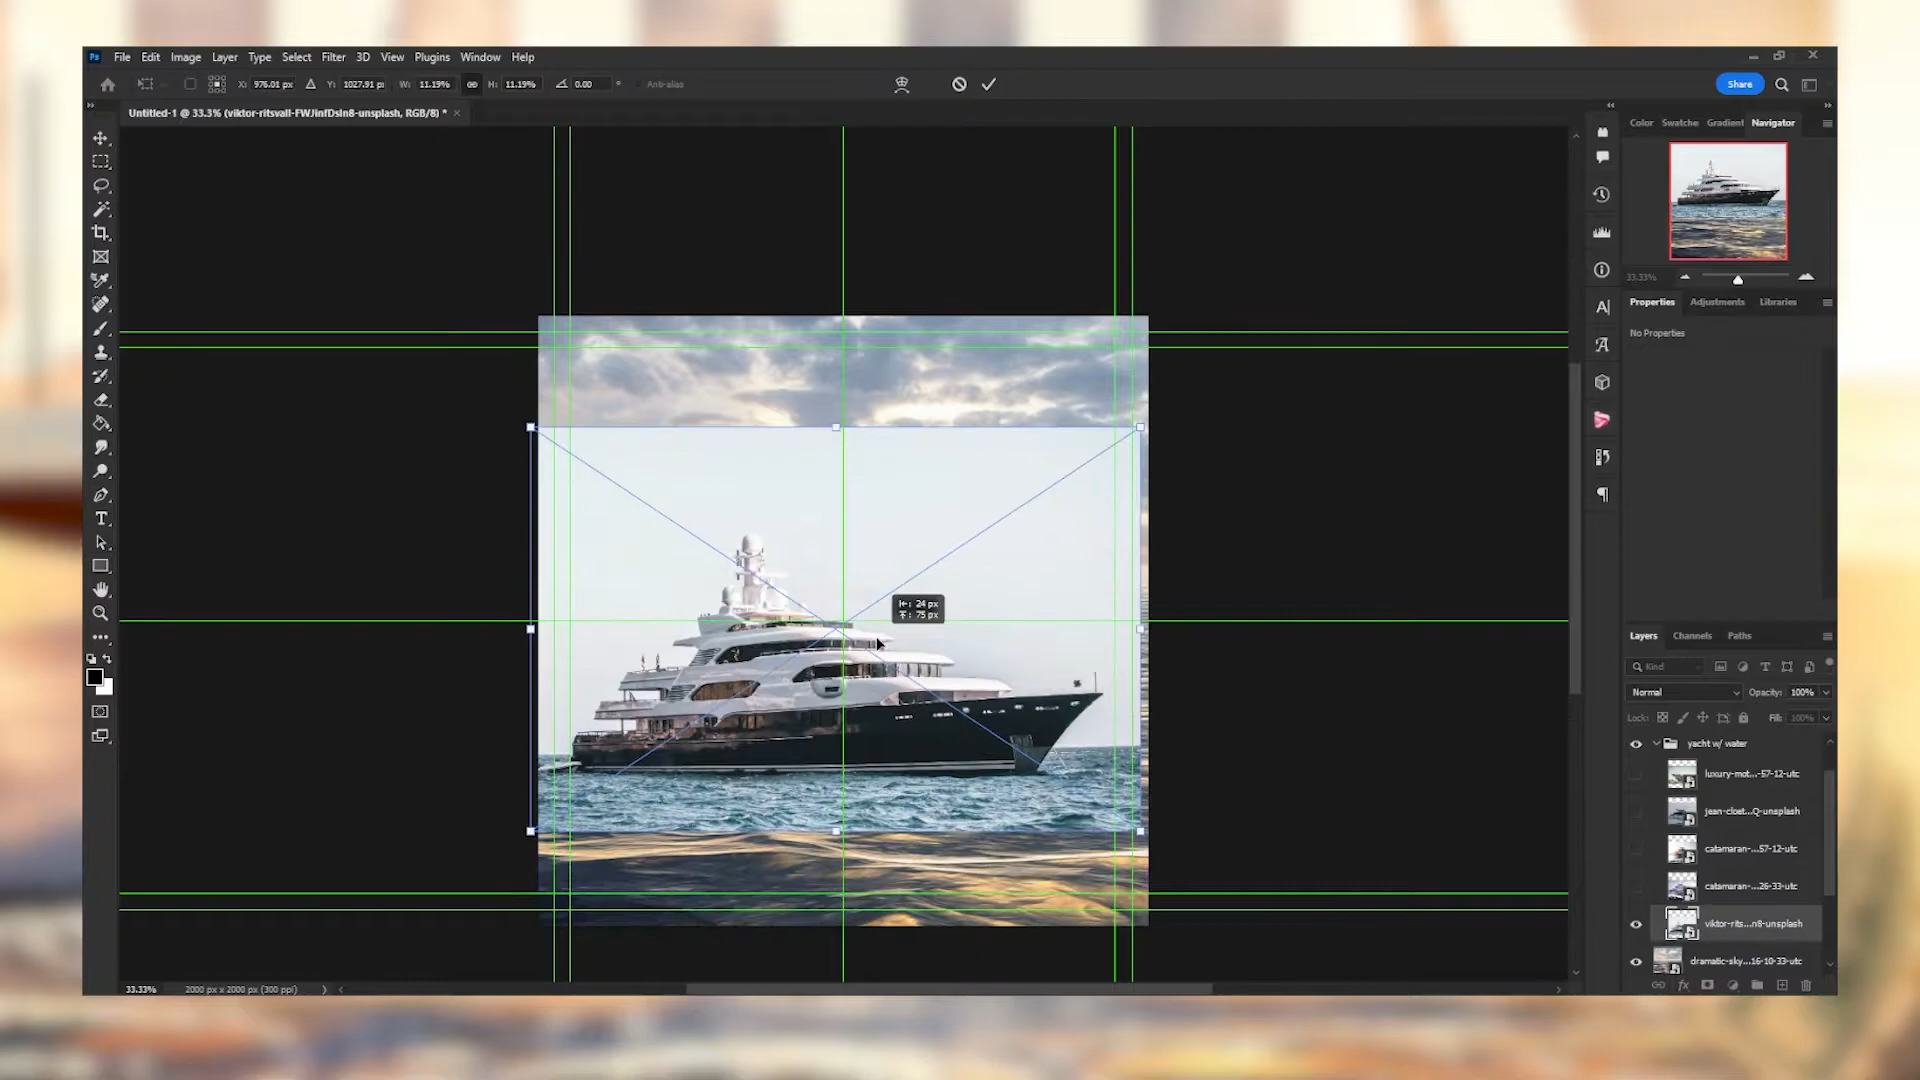 Ps File Edit Image Layer Type Select Filter 3D View Plugins Window Help
X: 976.01 px Y: 1027.91 p W: 11.19% H: 11.19% 0.00 ° Anti-alias Share
Untitled-1 @ 33.3% (viktor-ritsvall-FWJinfDsIn8-unsplash, RGB/8) * ×
Color Swatche Gradient Navigator
33.33%
Properties Adjustments Libraries
No Properties
: 24 px
: 75 px
Layers Channels Paths
Kind
Normal Opacity: 100%
Lock: Fill: 100%
yacht w/ water
luxury-mot...-57-12-utc
jean-cloet...Q-unsplash
catamaran-...57-12-utc
catamaran-...26-33-utc
viktor-rits...n8-unsplash
dramatic-sky...16-10-33-utc
33.33% 2000 px x 2000 px (300 ppi)